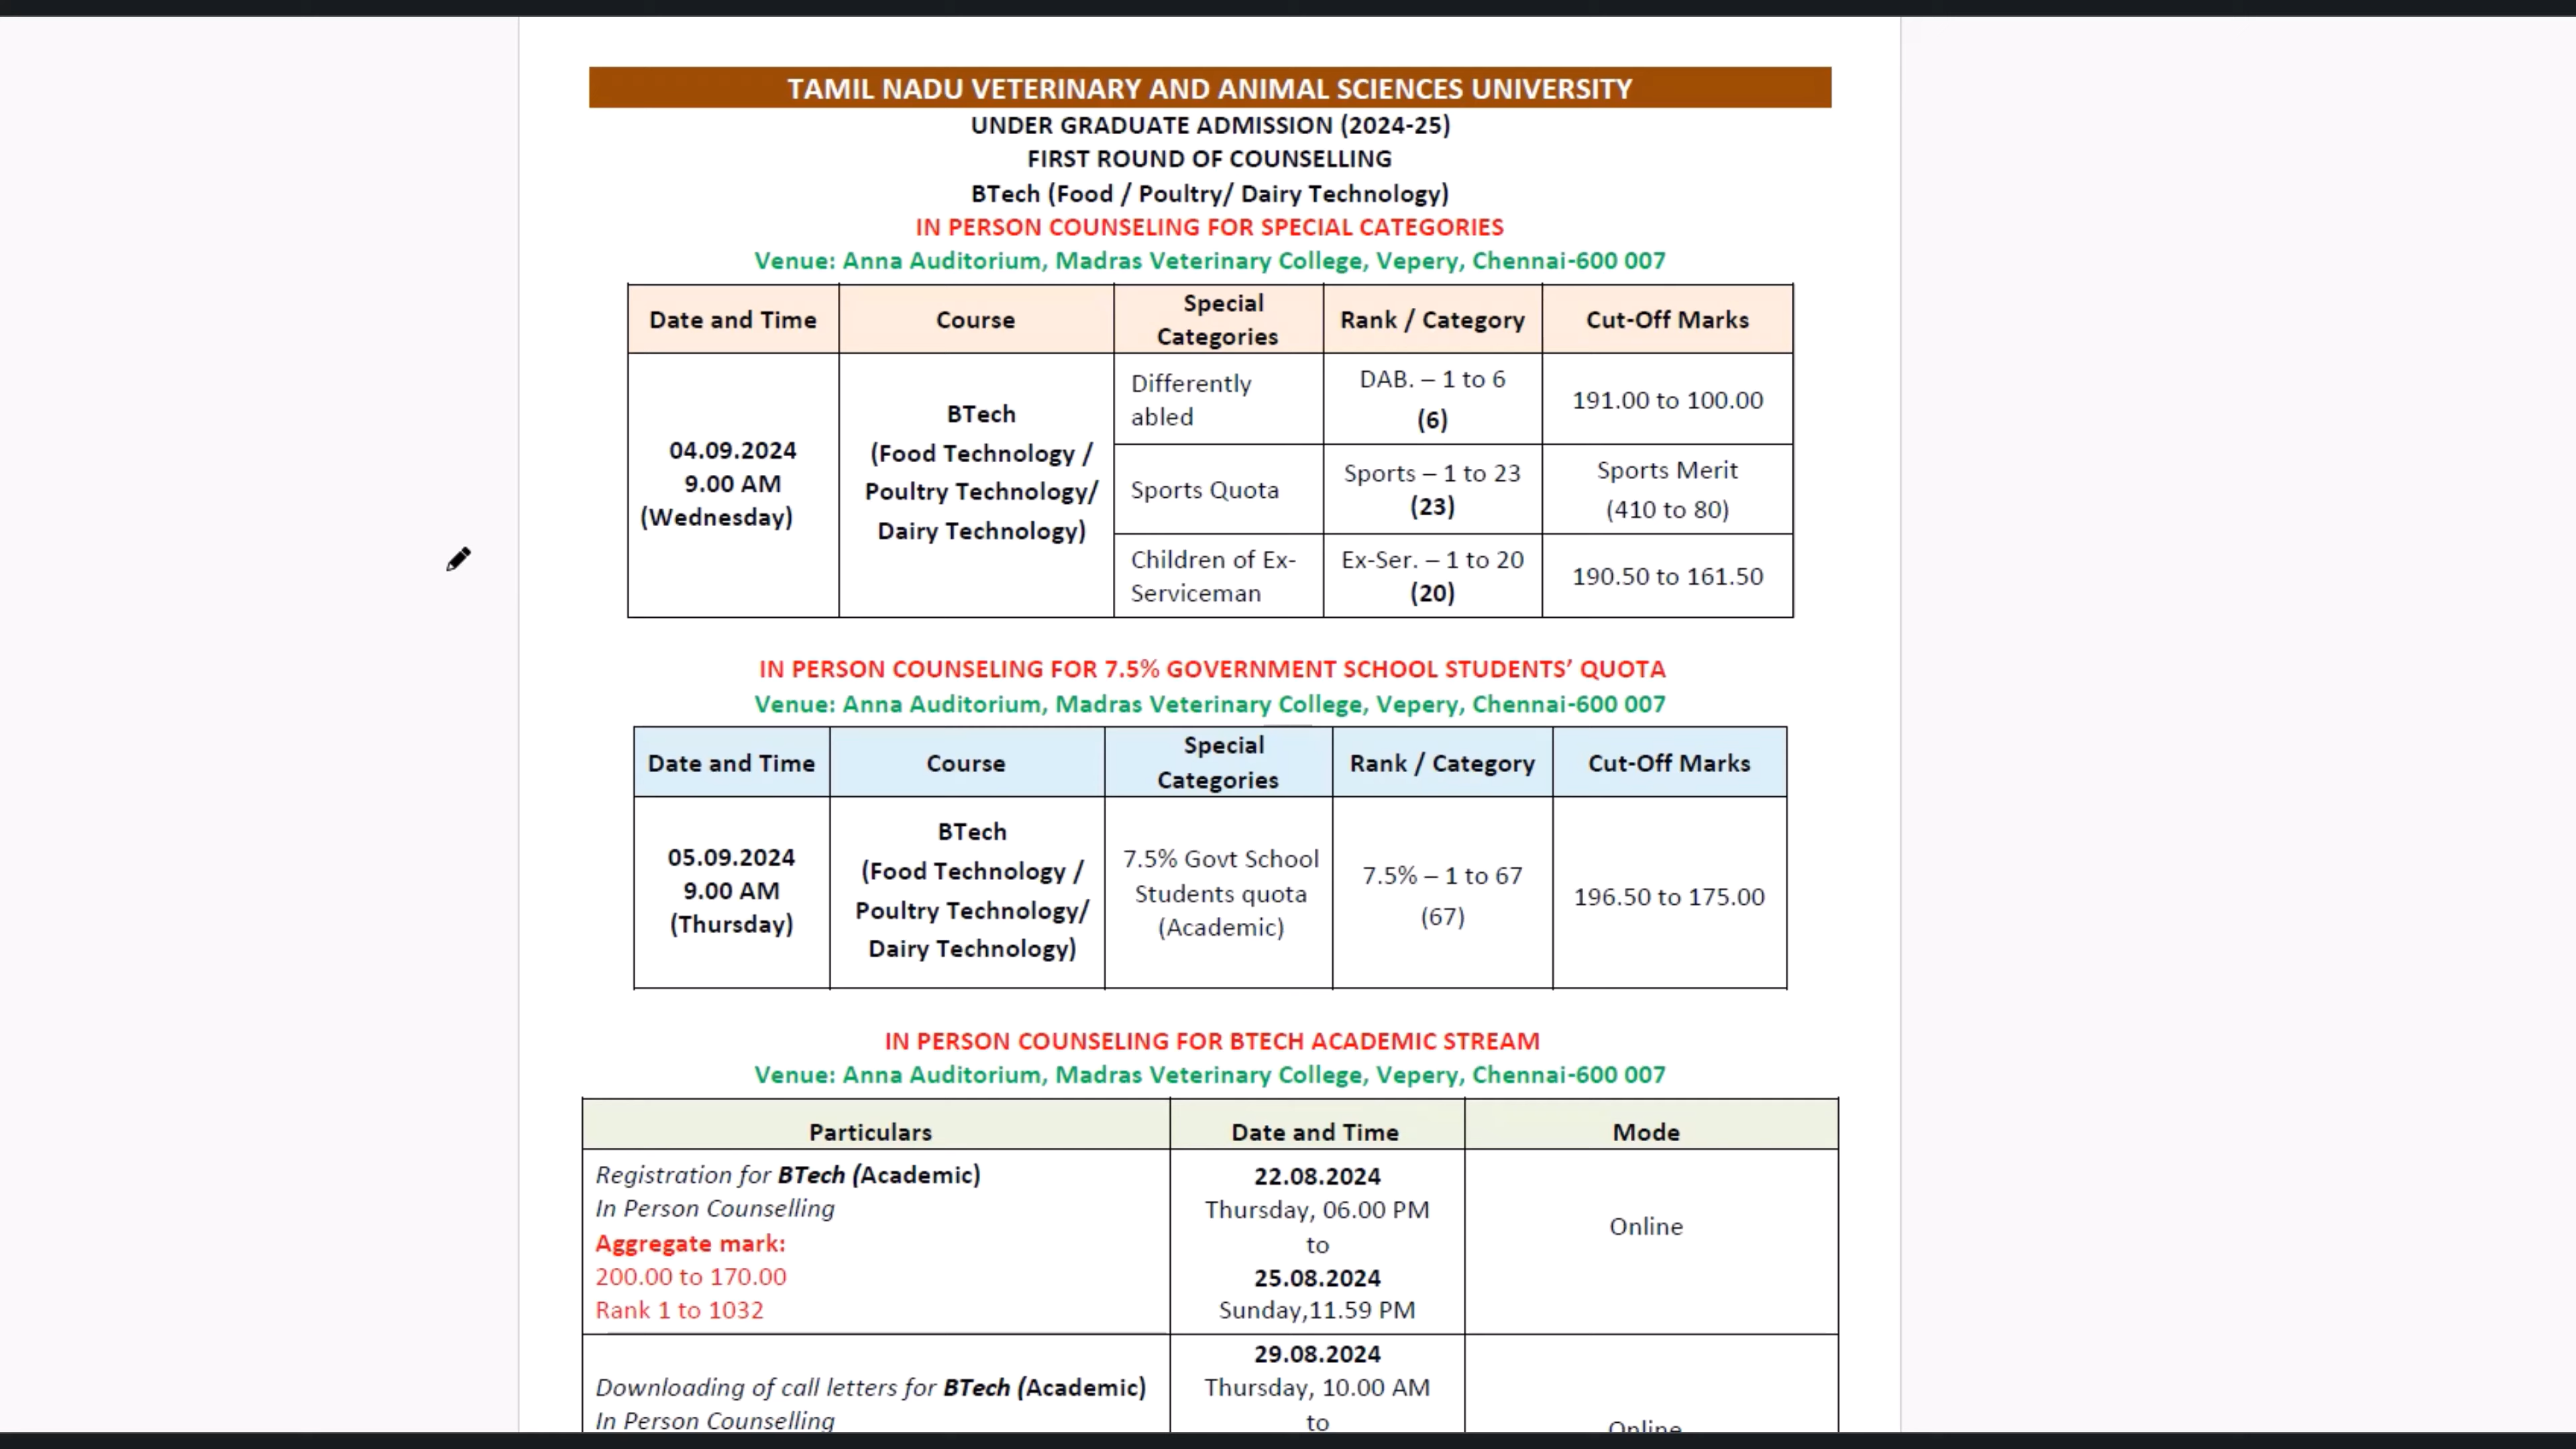 TAMIL NADU VETERINARY AND ANIMAL SCIENCES UNIVERSITY
UNDER GRADUATE ADMISSION (2024-25)
FIRST ROUND OF COUNSELLING
BTech (Food / Poultry/ Dairy Technology)
IN PERSON COUNSELING FOR SPECIAL CATEGORIES
Venue: Anna Auditorium, Madras Veterinary College, Vepery, Chennai-600 007
Date and Time
Course
Special
Categories
Rank / Category
Cut-Off Marks
04.09.2024
9.00 AM
(Wednesday)
BTech
(Food Technology /
Poultry Technology/
Dairy Technology)
Differently
abled
DAB. – 1 to 6
(6)
191.00 to 100.00
Sports Quota
Sports – 1 to 23
(23)
Sports Merit
(410 to 80)
Children of Ex-
Serviceman
Ex-Ser. – 1 to 20
(20)
190.50 to 161.50
IN PERSON COUNSELING FOR 7.5% GOVERNMENT SCHOOL STUDENTS’ QUOTA
Venue: Anna Auditorium, Madras Veterinary College, Vepery, Chennai-600 007
Date and Time
Course
Special
Categories
Rank / Category
Cut-Off Marks
05.09.2024
9.00 AM
(Thursday)
BTech
(Food Technology /
Poultry Technology/
Dairy Technology)
7.5% Govt School
Students quota
(Academic)
7.5% – 1 to 67
(67)
196.50 to 175.00
IN PERSON COUNSELING FOR BTECH ACADEMIC STREAM
Venue: Anna Auditorium, Madras Veterinary College, Vepery, Chennai-600 007
Particulars
Date and Time
Mode
Registration for BTech (Academic)
In Person Counselling
Aggregate mark:
200.00 to 170.00
Rank 1 to 1032
22.08.2024
Thursday, 06.00 PM
to
25.08.2024
Sunday,11.59 PM
Online
Downloading of call letters for BTech (Academic)
In Person Counselling
29.08.2024
Thursday, 10.00 AM
to
Online